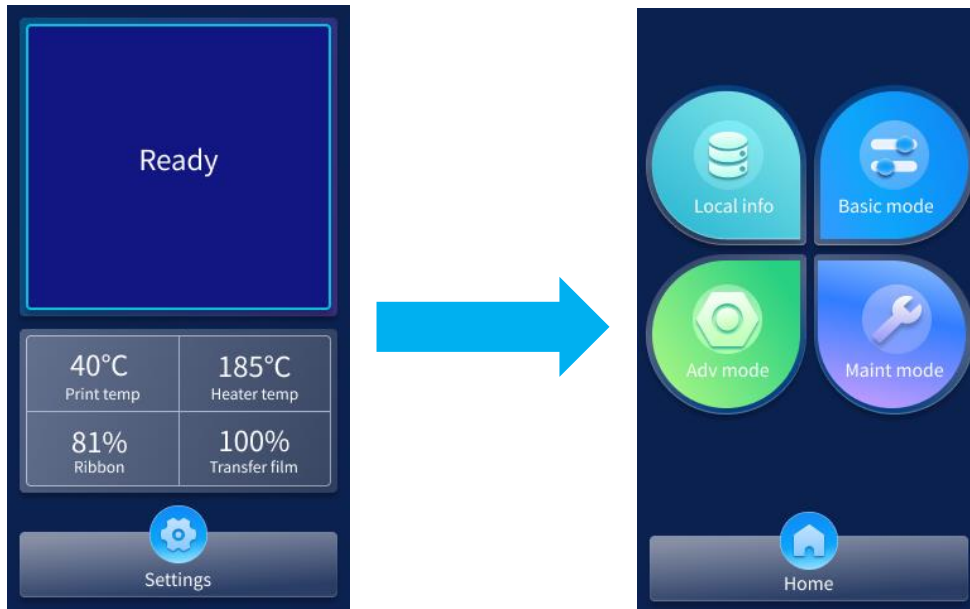 Ready
40°C
Print temp
185°C
Heater temp
81%
Ribbon
100%
Transfer film
Settings
Local info
Basic mode
Adv mode
Maint mode
Home